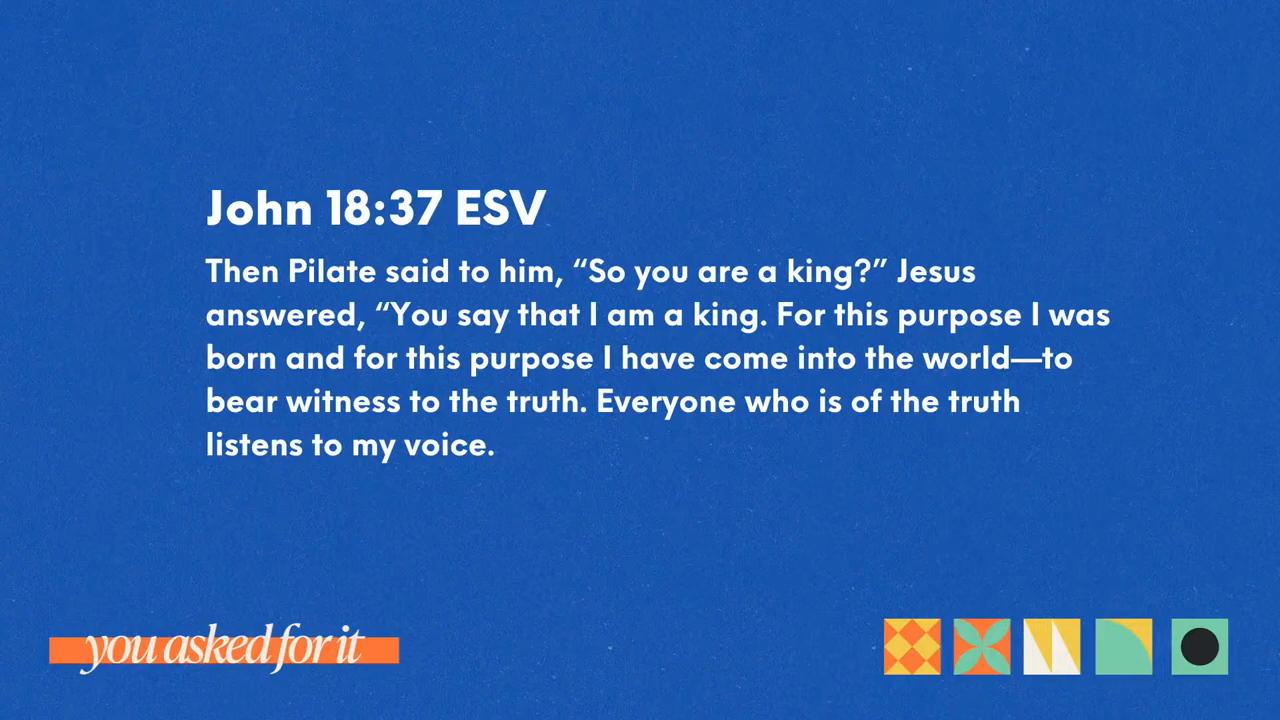 John 18:37 ESV
Then Pilate said to him, “So you are a king?” Jesus
answered, “You say that I am a king. For this purpose I was
born and for this purpose I have come into the world—to
bear witness to the truth. Everyone who is of the truth
listens to my voice.
you asked for it